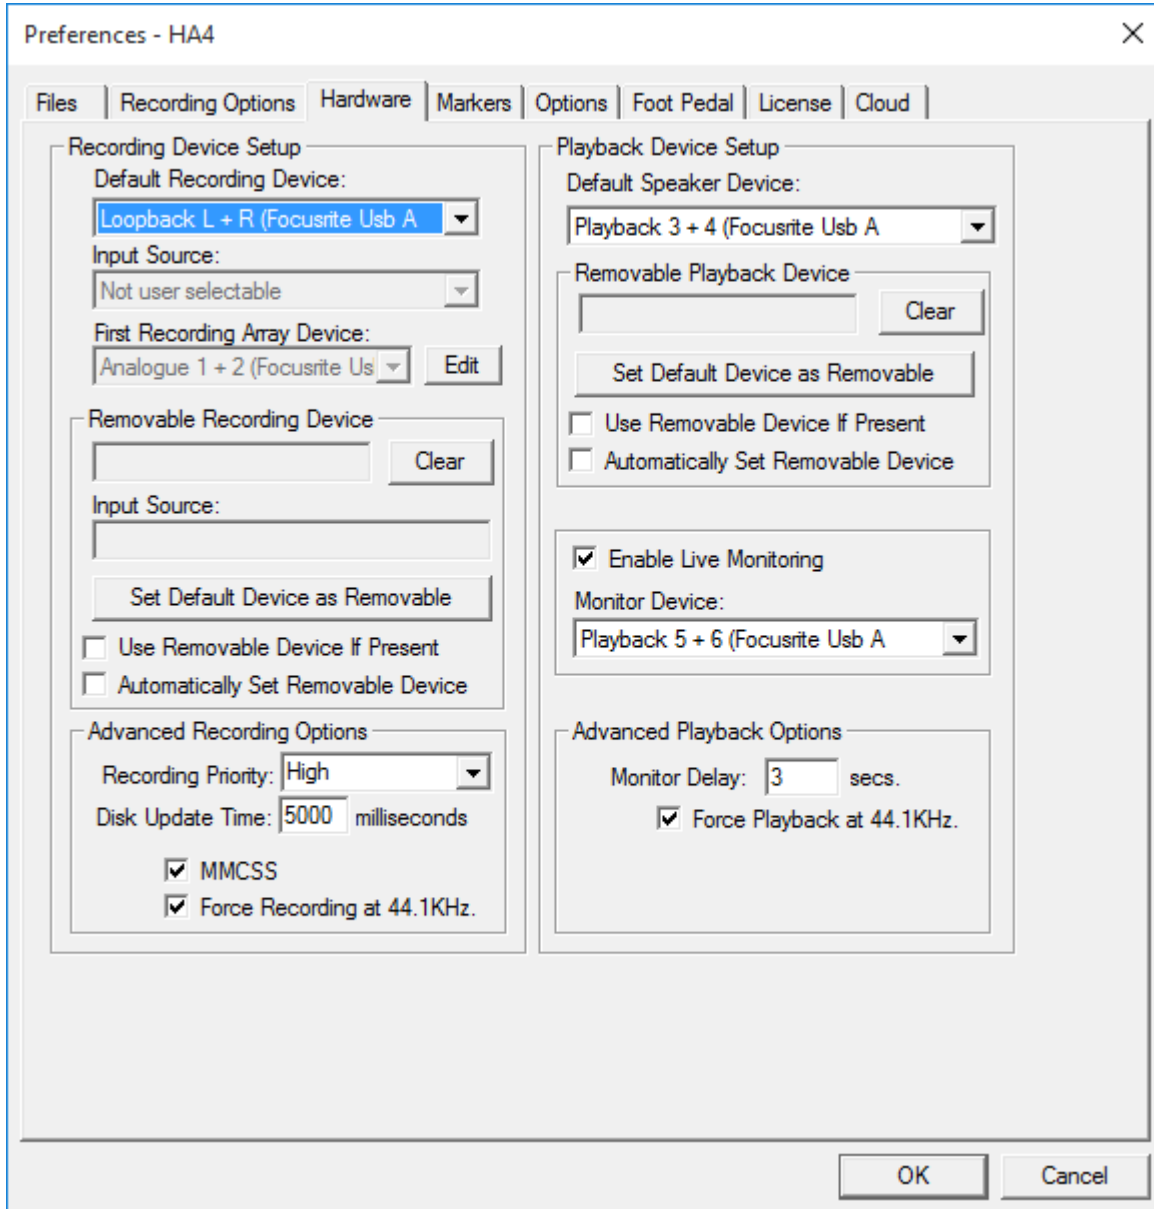 Preferences - HA4
Files Recording Options Hardware Markers Options Foot Pedal License Cloud
Recording Device Setup
Default Recording Device:
Loopback L + R (Focusrite Usb A
Input Source:
Not user selectable
First Recording Array Device:
Analogue 1 + 2 (Focusrite Us
Edit
Removable Recording Device
Clear
Input Source:
Set Default Device as Removable
Use Removable Device If Present
Automatically Set Removable Device
Advanced Recording Options
Recording Priority: High
Disk Update Time: 5000 milliseconds
MMCSS
Force Recording at 44.1KHz.
Playback Device Setup
Default Speaker Device:
Playback 3 + 4 (Focusrite Usb A
Removable Playback Device
Clear
Set Default Device as Removable
Use Removable Device If Present
Automatically Set Removable Device
Enable Live Monitoring
Monitor Device:
Playback 5 + 6 (Focusrite Usb A
Advanced Playback Options
Monitor Delay: 3 secs.
Force Playback at 44.1KHz.
OK Cancel